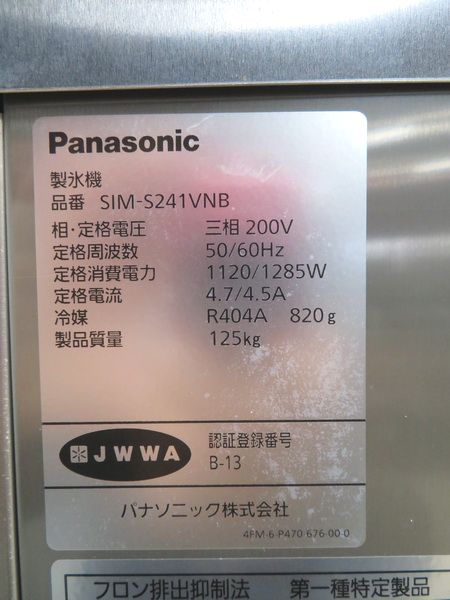 Panasonic
製氷機
品番 SIM-S241VNB
相・定格電圧 三相 200V
定格周波数 50/60Hz
定格消費電力 1120/1285W
定格電流 4.7/4.5A
冷媒 R404A 820g
製品質量 125kg
JWWA 認証登録番号
B-13
パナソニック株式会社
4FM-6-P470-676-00-0
フロン排出抑制法 第一種特定製品